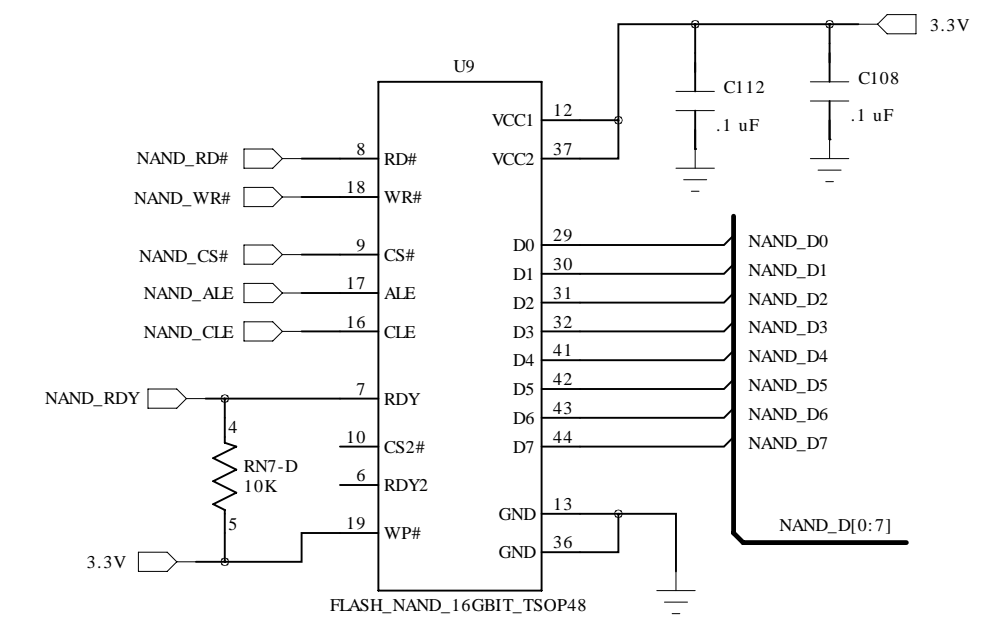 3.3V
U9
C112
.1 uF
C108
.1 uF
VCC1 12
VCC2 37
NAND_RD# 8 RD#
NAND_WR# 18 WR#
NAND_CS# 9 CS#
NAND_ALE 17 ALE
NAND_CLE 16 CLE
D0 29 NAND_D0
D1 30 NAND_D1
D2 31 NAND_D2
D3 32 NAND_D3
D4 41 NAND_D4
D5 42 NAND_D5
D6 43 NAND_D6
D7 44 NAND_D7
NAND_RDY 7 RDY
4
RN7-D
10K
5
10 CS2#
6 RDY2
19 WP#
3.3V
GND 13
GND 36
NAND_D[0:7]
FLASH_NAND_16GBIT_TSOP48